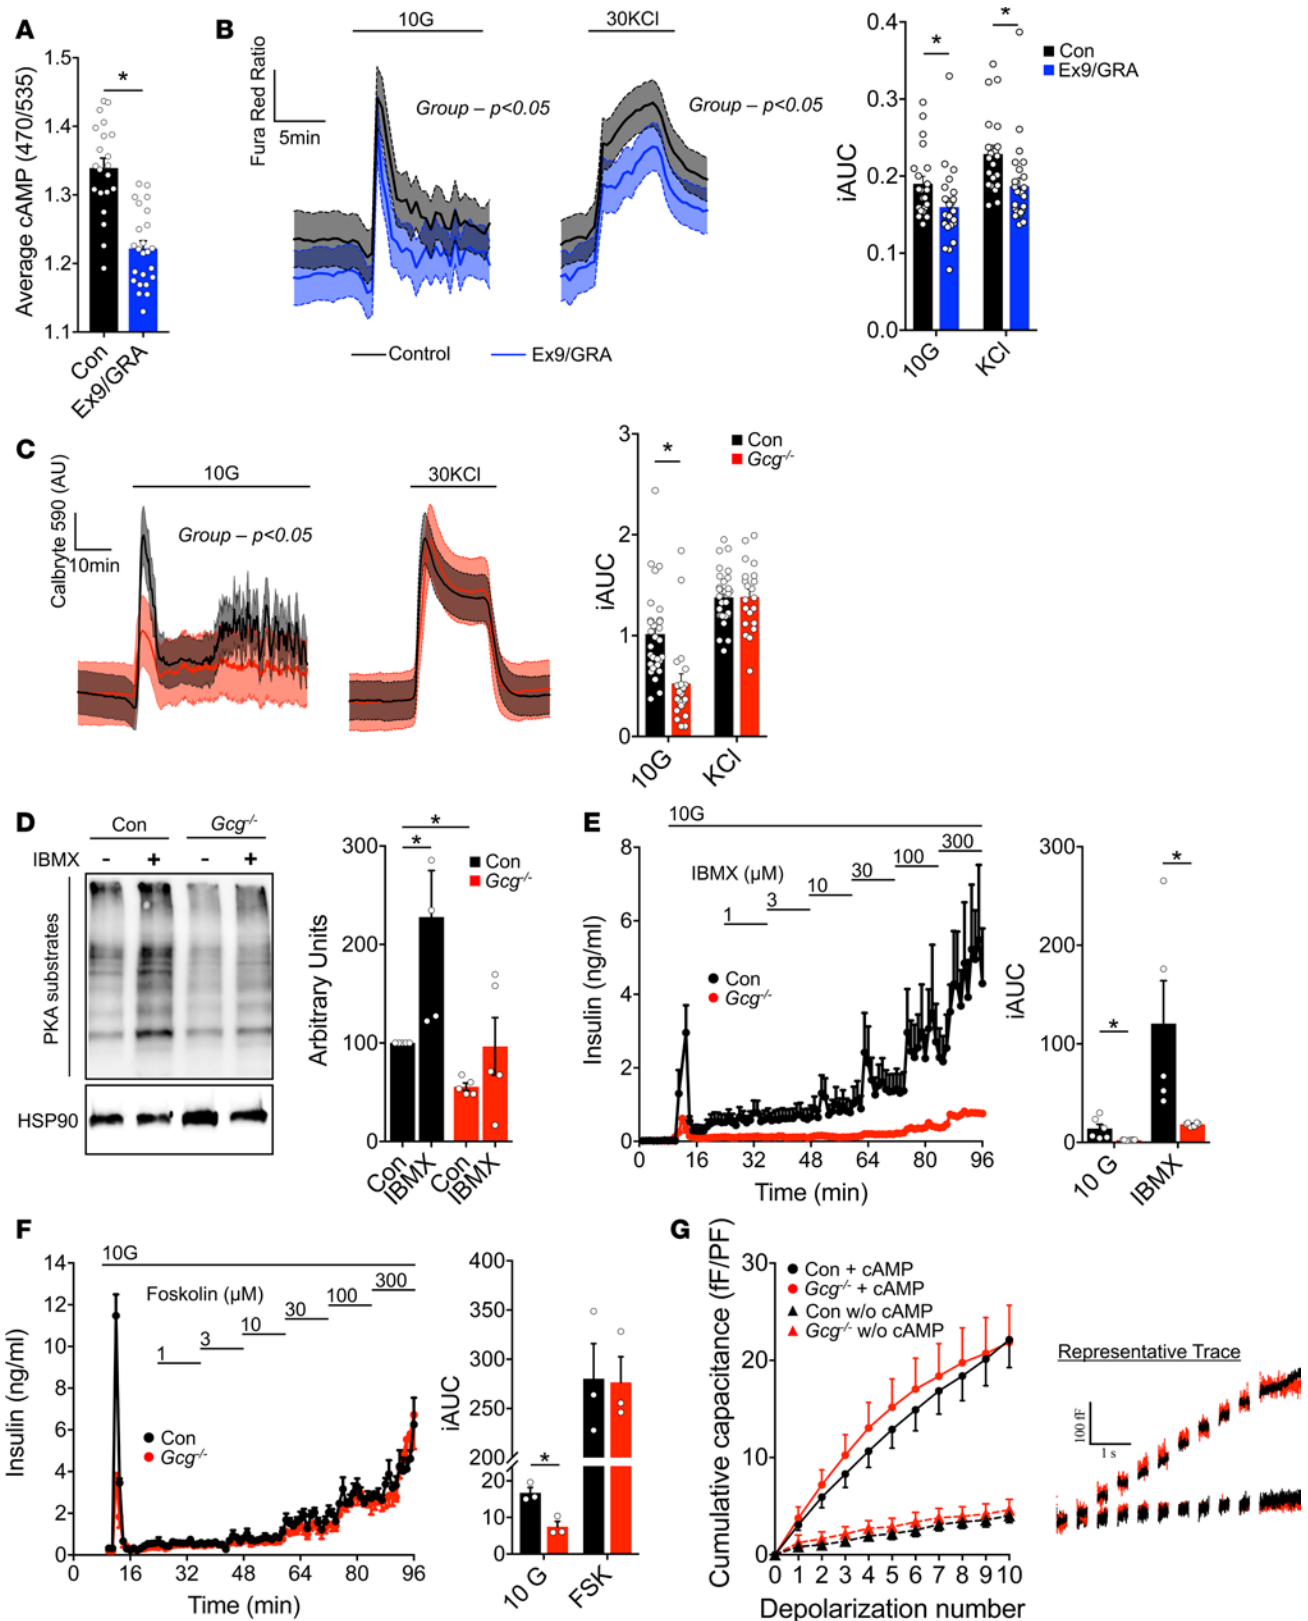 A
Average cAMP (470/535)
1.5
1.4
1.3
1.2
1.1
*
Con
Ex9/GRA
B
Fura Red Ratio
5min
10G
Group – p<0.05
30KCl
Group – p<0.05
Control
Ex9/GRA
iAUC
0.4
0.3
0.2
0.1
0.0
*
*
Con
Ex9/GRA
10G
KCl
C
Calbryte 590 (AU)
10min
10G
Group – p<0.05
30KCl
iAUC
3
2
1
0
*
Con
Gcg-/-
10G
KCl
D
Con
Gcg-/-
IBMX
-
+
-
+
PKA substrates
HSP90
Arbitrary Units
300
200
100
0
*
*
Con
Gcg-/-
Con
IBMX
Con
IBMX
E
10G
Insulin (ng/ml)
8
6
4
2
0
IBMX (µM)
1
3
10
30
100
300
Con
Gcg-/-
0
16
32
48
64
80
96
Time (min)
iAUC
300
200
100
0
*
*
10 G
IBMX
F
10G
Insulin (ng/ml)
14
12
10
8
6
4
2
0
Foskolin (µM)
1
3
10
30
100
300
Con
Gcg-/-
0
16
32
48
64
80
96
Time (min)
iAUC
400
350
300
250
200
20
10
0
*
10 G
FSK
G
Cumulative capacitance (fF/PF)
30
20
10
0
Con + cAMP
Gcg-/- + cAMP
Con w/o cAMP
Gcg-/- w/o cAMP
0
1
2
3
4
5
6
7
8
9
10
Depolarization number
Representative Trace
100 fF
1 s